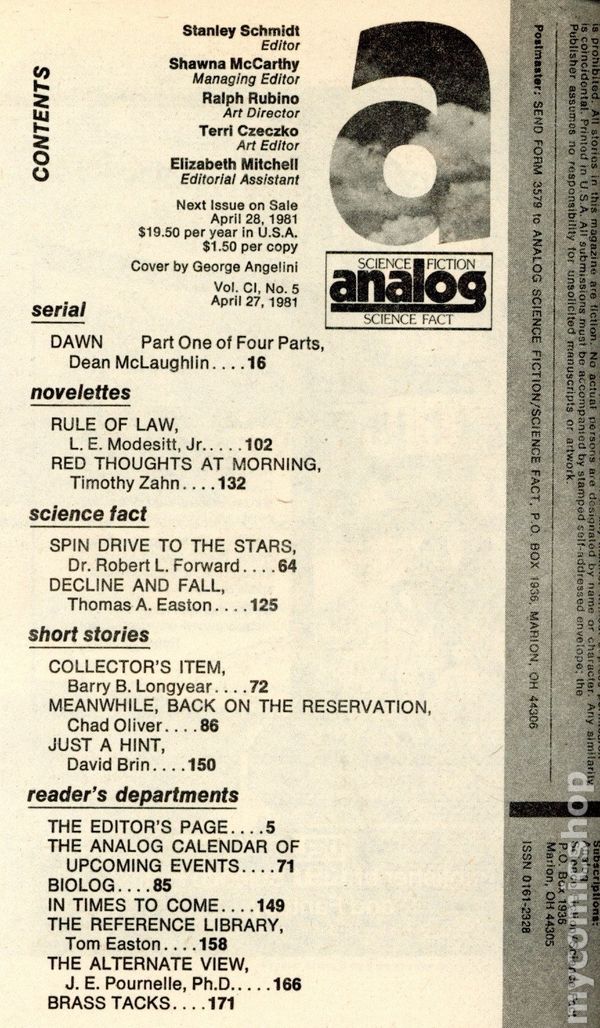 CONTENTS
Stanley Schmidt
Editor
Shawna McCarthy
Managing Editor
Ralph Rubino
Art Director
Terri Czeczko
Art Editor
Elizabeth Mitchell
Editorial Assistant
Next Issue on Sale
April 28, 1981
$19.50 per year in U.S.A.
$1.50 per copy
Cover by George Angelini
Vol. CI, No. 5
April 27, 1981
a
SCIENCE FICTION
analog
SCIENCE FACT
serial
DAWN Part One of Four Parts,
Dean McLaughlin....16
novelettes
RULE OF LAW,
L. E. Modesitt, Jr.....102
RED THOUGHTS AT MORNING,
Timothy Zahn....132
science fact
SPIN DRIVE TO THE STARS,
Dr. Robert L. Forward....64
DECLINE AND FALL,
Thomas A. Easton....125
short stories
COLLECTOR'S ITEM,
Barry B. Longyear....72
MEANWHILE, BACK ON THE RESERVATION,
Chad Oliver....86
JUST A HINT,
David Brin....150
reader's departments
THE EDITOR'S PAGE....5
THE ANALOG CALENDAR OF
UPCOMING EVENTS....71
BIOLOG....85
IN TIMES TO COME....149
THE REFERENCE LIBRARY,
Tom Easton....158
THE ALTERNATE VIEW,
J. E. Pournelle, Ph.D.....166
BRASS TACKS....171
is prohibited. All stories in this magazine are fiction. No actual persons are designated by name or character. Any similarity
is coincidental. Printed in U.S.A. All submissions must be accompanied by stamped self-addressed envelope; the
Publisher assumes no responsibility for unsolicited manuscripts or artwork.
Postmaster: SEND FORM 3579 to ANALOG SCIENCE FICTION/SCIENCE FACT, P.O. BOX 1936, MARION, OH 44306
Subscriptions:
P.O. Box 1936
Marion, OH 44305
ISSN 0161-2328
mycomicshop